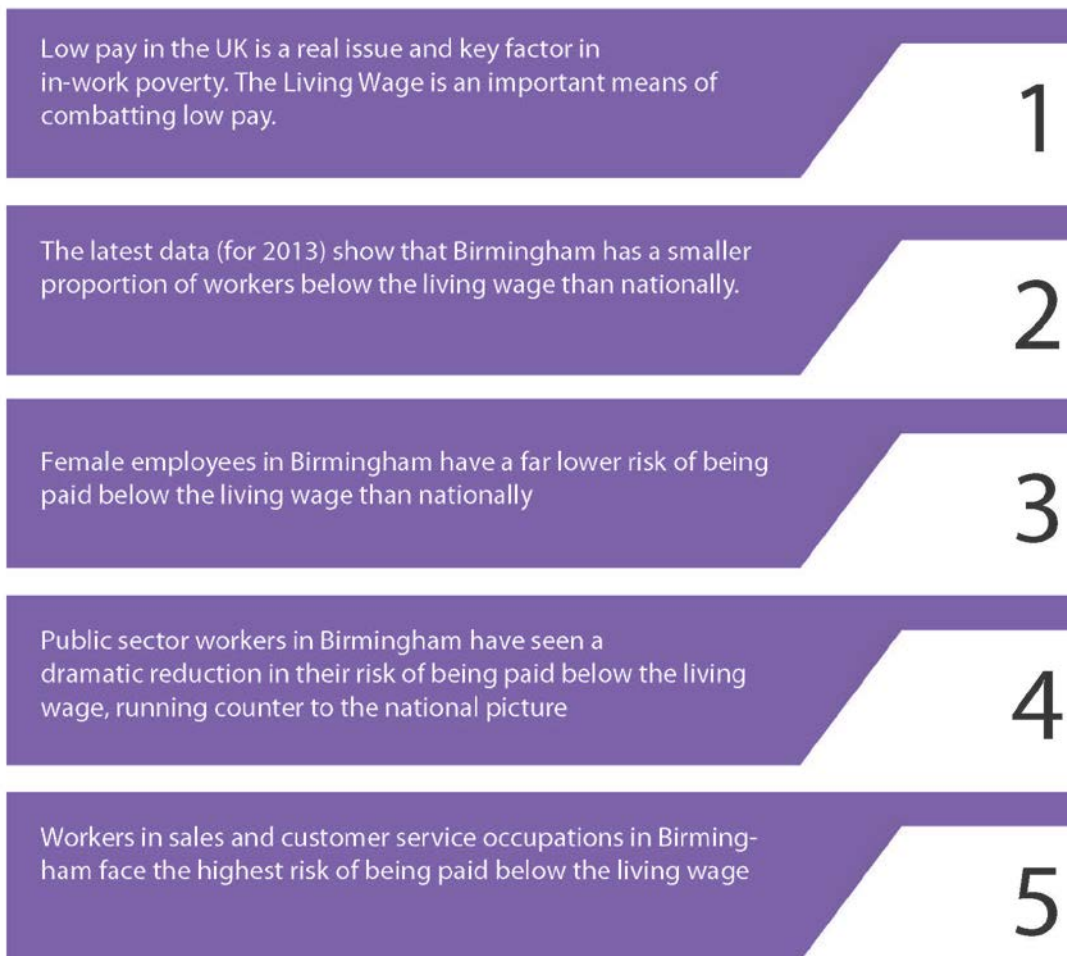 Low pay in the UK is a real issue and key factor in
in-work poverty. The Living Wage is an important means of
combatting low pay.
1
The latest data (for 2013) show that Birmingham has a smaller
proportion of workers below the living wage than nationally.
2
Female employees in Birmingham have a far lower risk of being
paid below the living wage than nationally
3
Public sector workers in Birmingham have seen a
dramatic reduction in their risk of being paid below the living
wage, running counter to the national picture
4
Workers in sales and customer service occupations in Birming-
ham face the highest risk of being paid below the living wage
5